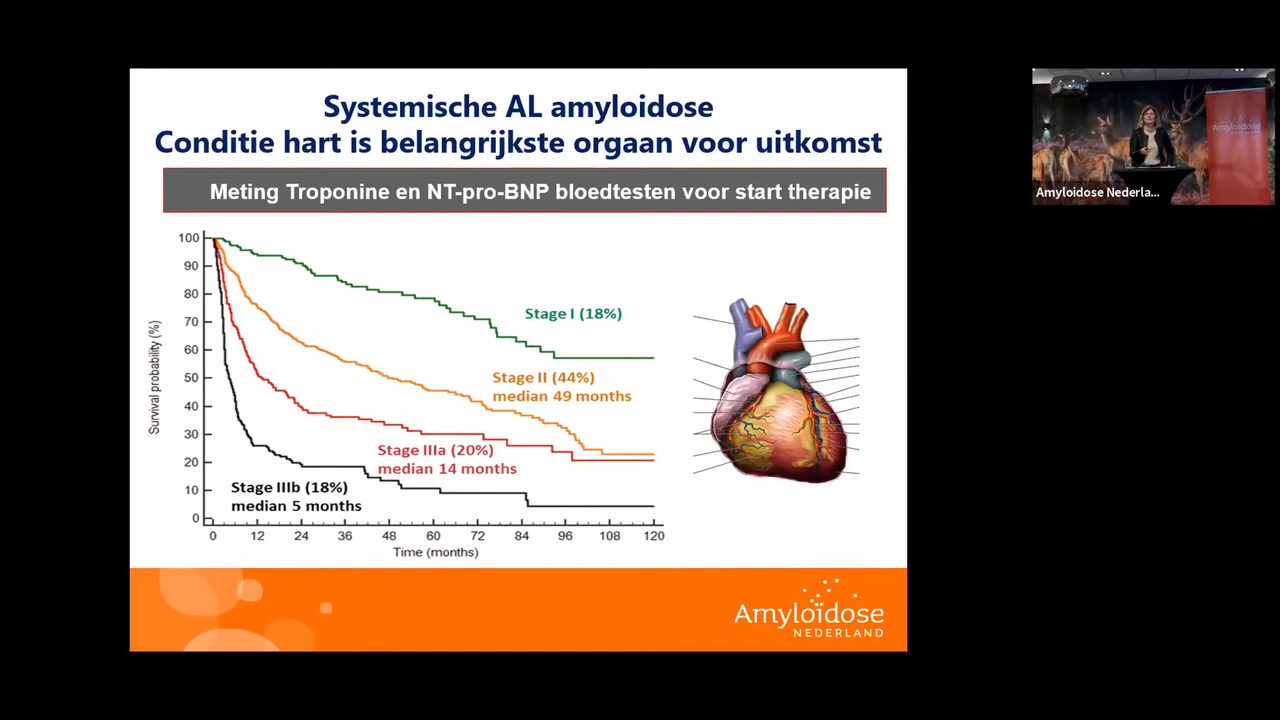 Systemische AL amyloidose
Conditie hart is belangrijkste orgaan voor uitkomst
Meting Troponine en NT-pro-BNP bloedtesten voor start therapie
Survival probability (%)
100
90
80
70
60
50
40
30
20
10
0
Stage I (18%)
Stage II (44%)
median 49 months
Stage IIIa (20%)
median 14 months
Stage IIIb (18%)
median 5 months
0 12 24 36 48 60 72 84 96 108 120
Time (months)
Amyloïdose
NEDERLAND
Amyloidose
NEDERLAND
Amyloidose Nederla...